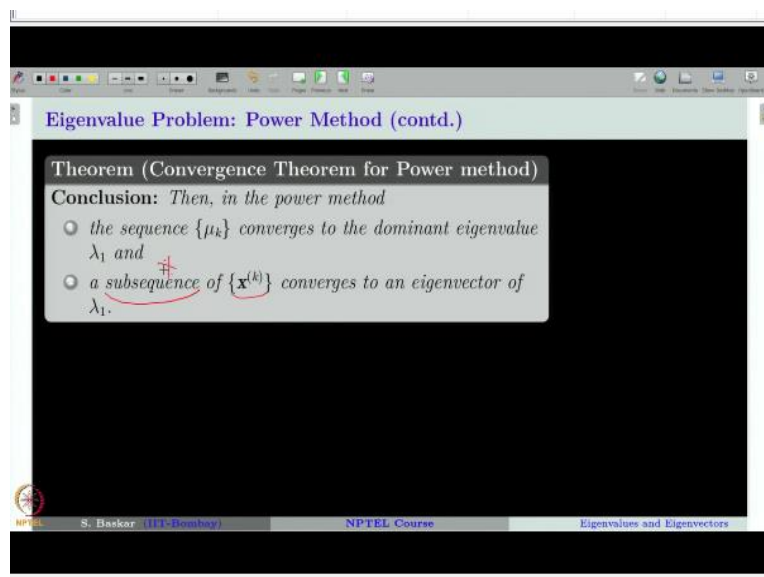 Eigenvalue Problem: Power Method (contd.)
Theorem (Convergence Theorem for Power method)
Conclusion: Then, in the power method
the sequence {μₖ} converges to the dominant eigenvalue
λ₁ and
a subsequence of {x⁽ᵏ⁾} converges to an eigenvector of
λ₁.
NPTEL
S. Baskar (IIT-Bombay) NPTEL Course Eigenvalues and Eigenvectors